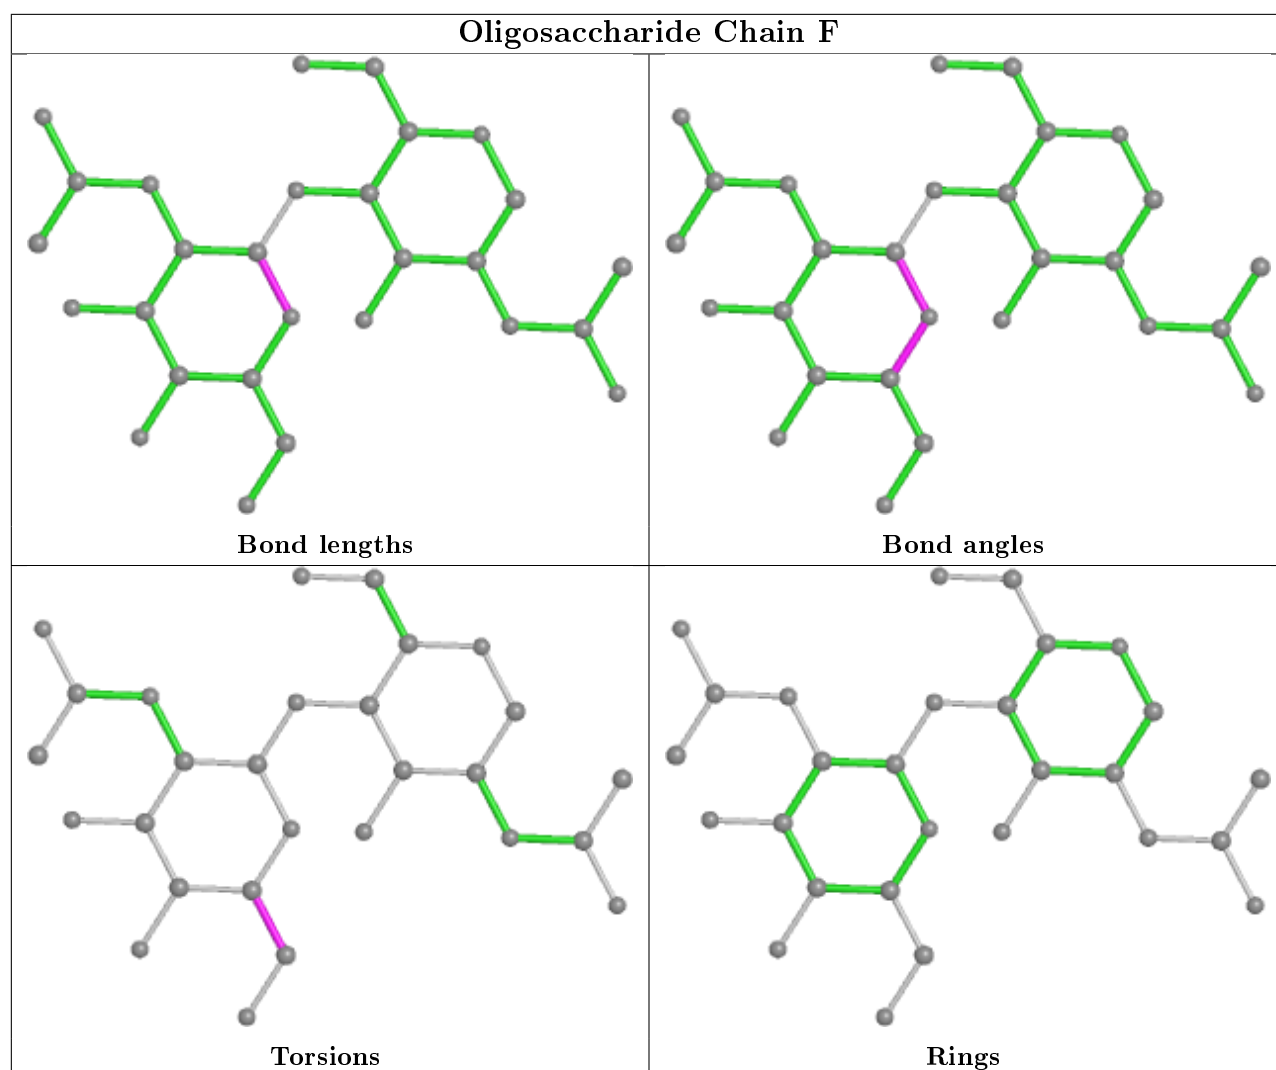 Oligosaccharide Chain F
Bond lengths
Bond angles
Torsions
Rings